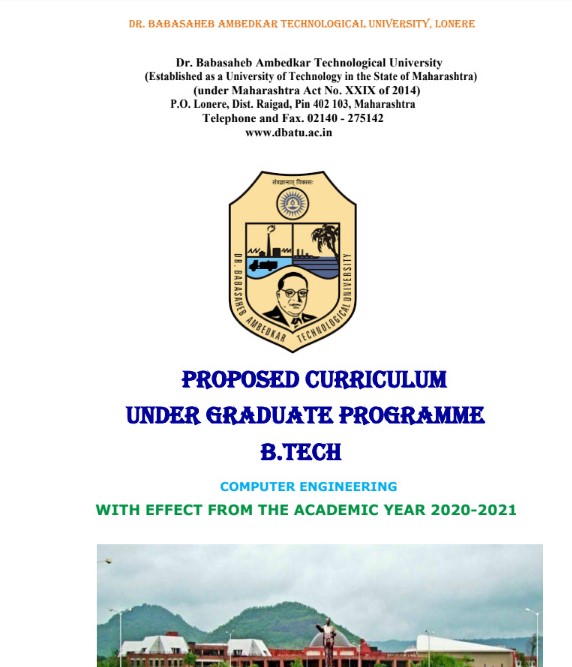 DR. BABASAHEB AMBEDKAR TECHNOLOGICAL UNIVERSITY, LONERE
Dr. Babasaheb Ambedkar Technological University
(Established as a University of Technology in the State of Maharashtra)
(under Maharashtra Act No. XXIX of 2014)
P.O. Lonere, Dist. Raigad, Pin 402 103, Maharashtra
Telephone and Fax. 02140 - 275142
www.dbatu.ac.in
DR. BABASAHEB AMBEDKAR TECHNOLOGICAL UNIVERSITY
PROPOSED CURRICULUM
UNDER GRADUATE PROGRAMME
B.TECH
COMPUTER ENGINEERING
WITH EFFECT FROM THE ACADEMIC YEAR 2020-2021